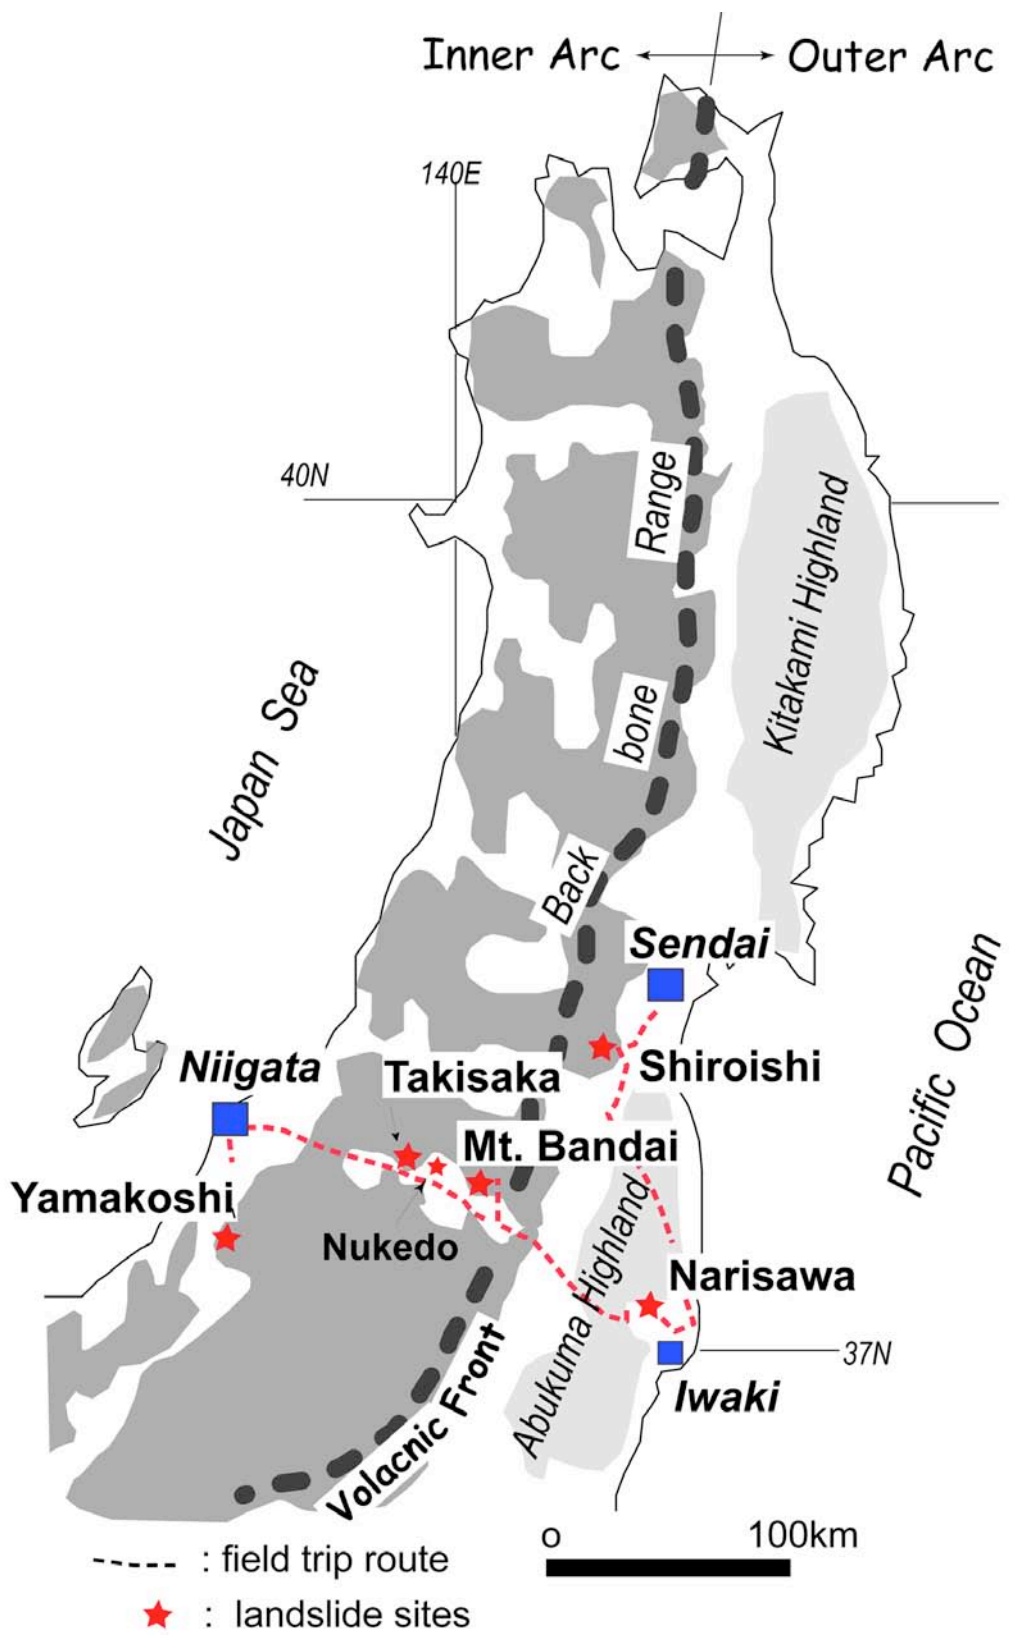 Inner Arc
Outer Arc
140E
40N
Range
Kitakami Highland
bone
Japan Sea
Back
Sendai
Pacific Ocean
Niigata
Takisaka
Shiroishi
Mt. Bandai
Yamakoshi
Nukedo
Abukuma Highland
Narisawa
37N
Iwaki
Volacnic Front
o
100km
: field trip route
: landslide sites